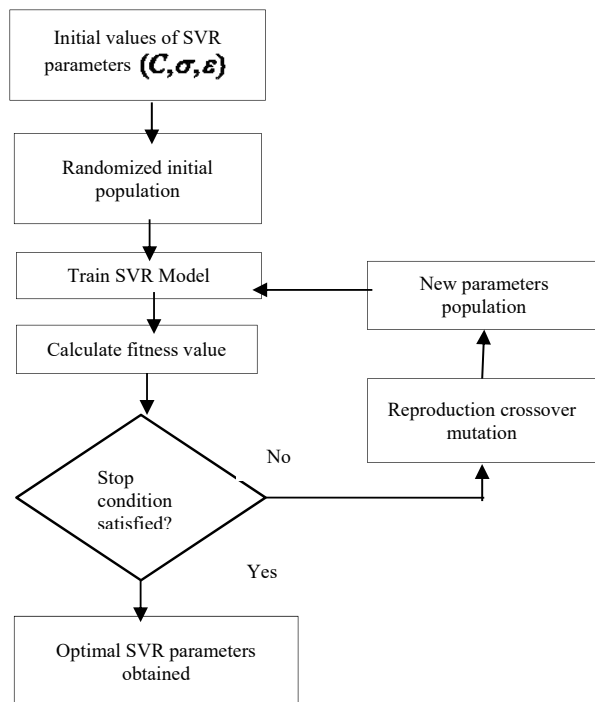 Initial values of SVR
parameters (C,σ,ε)
Randomized initial
population
Train SVR Model
Calculate fitness value
Stop
condition
satisfied?
No
Yes
New parameters
population
Reproduction crossover
mutation
Optimal SVR parameters
obtained